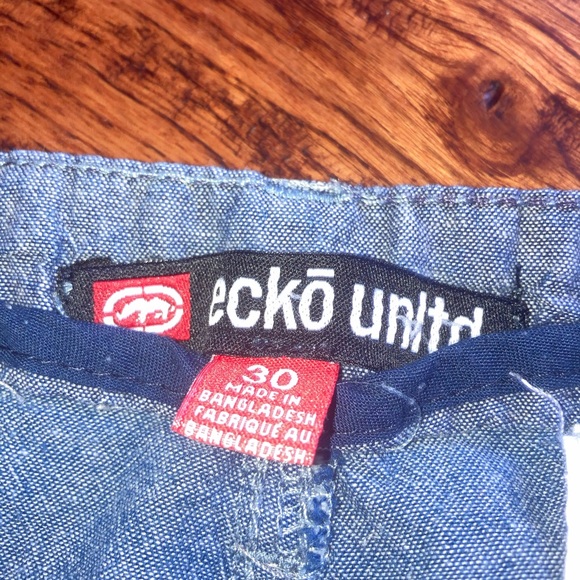 eckō unltd
30
MADE IN
BANGLADESH
FABRIQUÉ AU
BANGLADESH